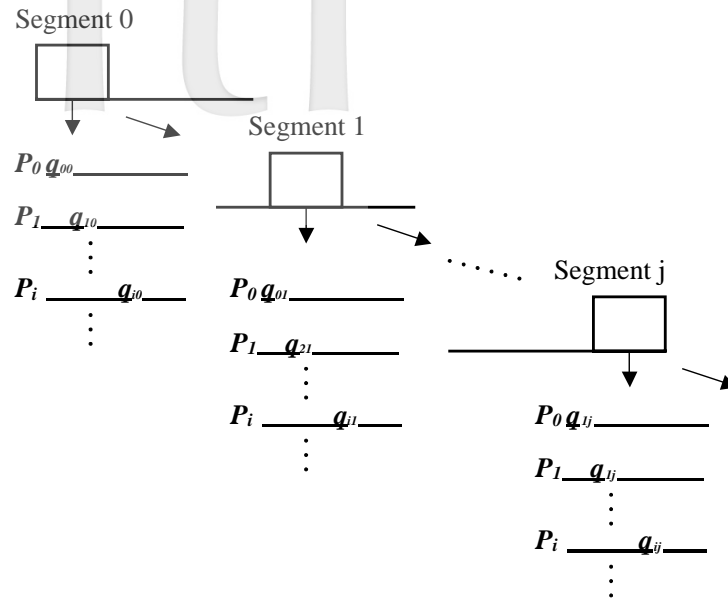 Segment 0
P0 q00
P1 q10
Pi qi0
Segment 1
P0 q01
P1 q21
Pi qi1
Segment j
P0 q1j
P1 q1j
Pi qij